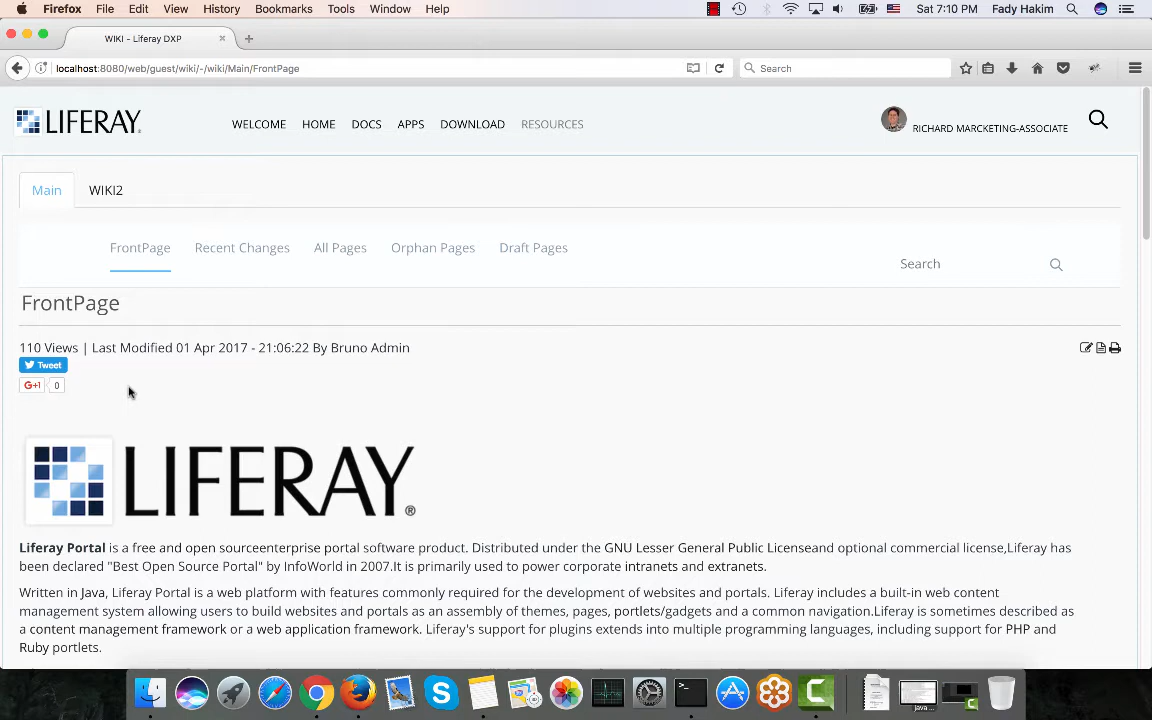 Firefox File Edit View History Bookmarks Tools Window Help Sat 7:10 PM Fady Hakim
WIKI - Liferay DXP
localhost:8080/web/guest/wiki/-/wiki/Main/FrontPage Search
LIFERAY WELCOME HOME DOCS APPS DOWNLOAD RESOURCES RICHARD MARCKETING-ASSOCIATE
Main WIKI2
FrontPage Recent Changes All Pages Orphan Pages Draft Pages
Search
FrontPage
110 Views | Last Modified 01 Apr 2017 - 21:06:22 By Bruno Admin
Tweet
G+1 0
LIFERAY®
Liferay Portal is a free and open sourceenterprise portal software product. Distributed under the GNU Lesser General Public Licenseand optional commercial license,Liferay has
been declared "Best Open Source Portal" by InfoWorld in 2007.It is primarily used to power corporate intranets and extranets.
Written in Java, Liferay Portal is a web platform with features commonly required for the development of websites and portals. Liferay includes a built-in web content
management system allowing users to build websites and portals as an assembly of themes, pages, portlets/gadgets and a common navigation.Liferay is sometimes described as
a content management framework or a web application framework. Liferay's support for plugins extends into multiple programming languages, including support for PHP and
Ruby portlets.
java ...